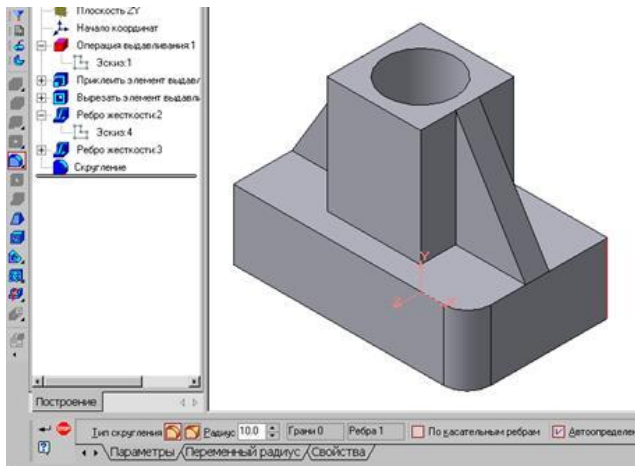 Плоскость ZY
Начало координат
Операция выдавливания:1
Эскиз:1
Приклеить элемент выдавл
Вырезать элемент выдавли
Ребро жесткости:2
Эскиз:4
Ребро жесткости:3
Скругление
Y
Построение
Тип скругления Радиус 10.0 Грани 0 Ребра 1 По касательным ребрам Автоопределен
Параметры Переменный радиус Свойства